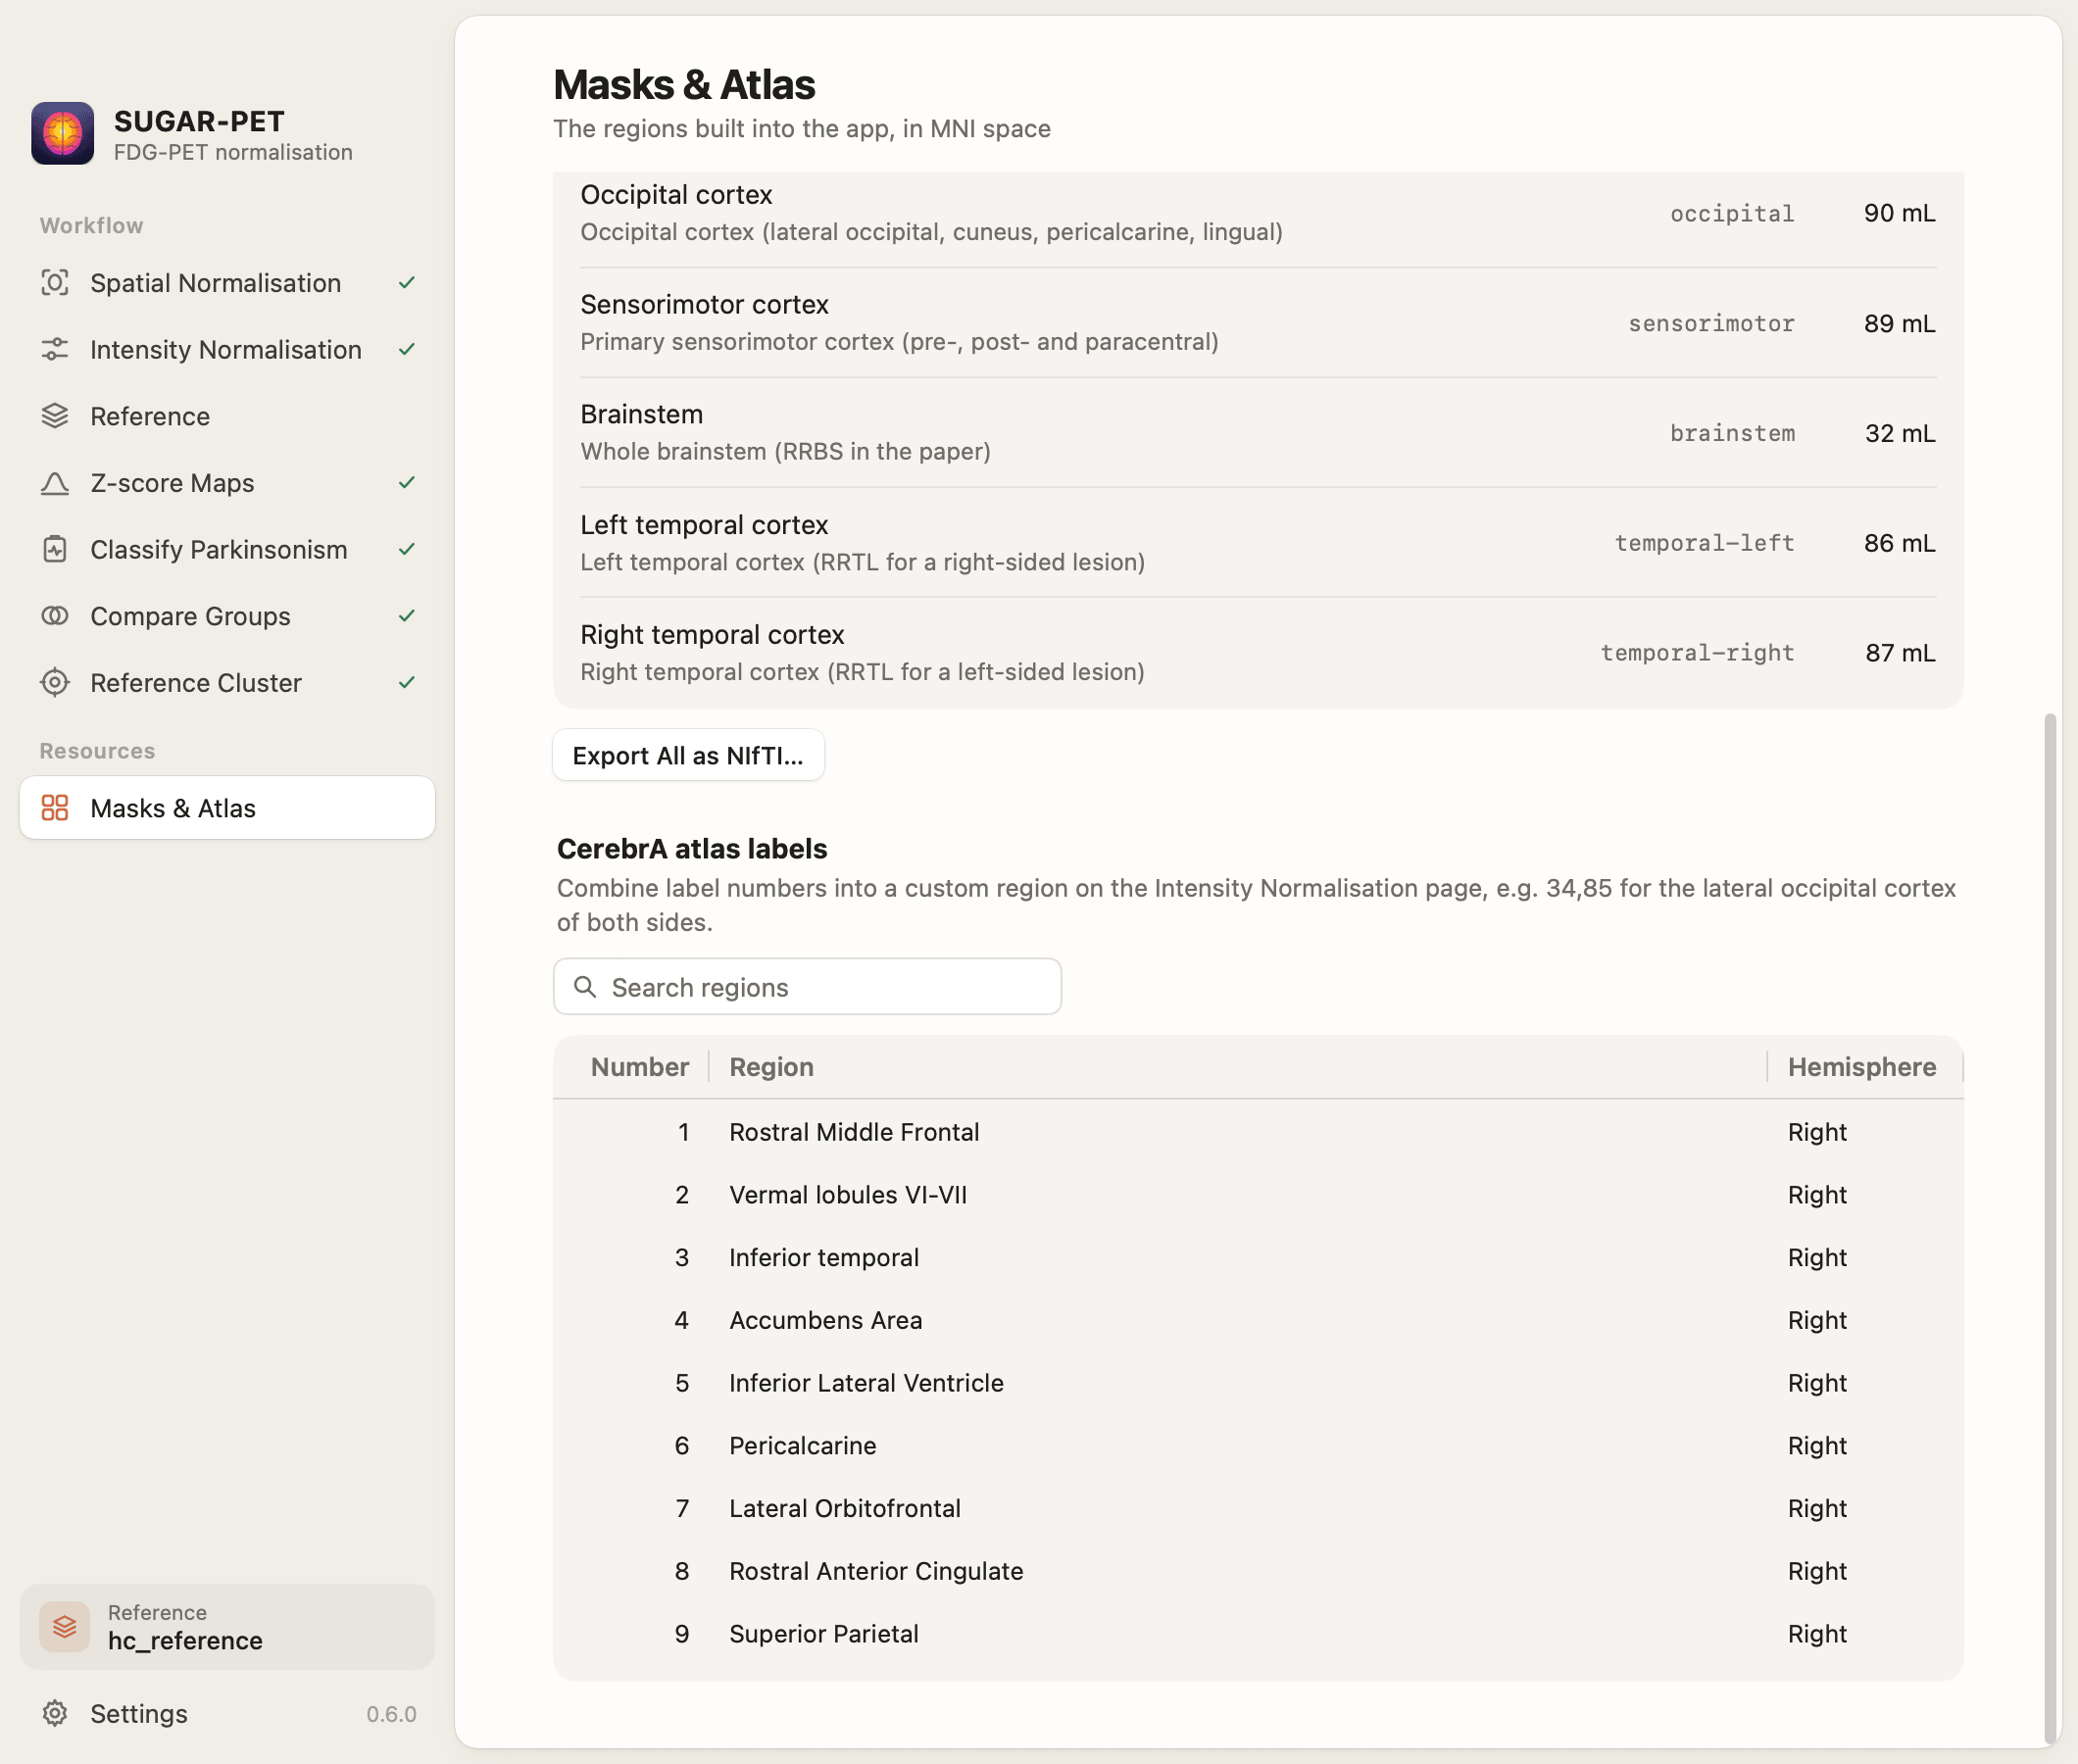 SUGAR-PET
FDG-PET normalisation
Workflow
Spatial Normalisation
Intensity Normalisation
Reference
Z-score Maps
Classify Parkinsonism
Compare Groups
Reference Cluster
Resources
Masks & Atlas
Reference
hc_reference
Settings 0.6.0
Masks & Atlas
The regions built into the app, in MNI space
Occipital cortex
Occipital cortex (lateral occipital, cuneus, pericalcarine, lingual)
occipital 90 mL
Sensorimotor cortex
Primary sensorimotor cortex (pre-, post- and paracentral)
sensorimotor 89 mL
Brainstem
Whole brainstem (RRBS in the paper)
brainstem 32 mL
Left temporal cortex
Left temporal cortex (RRTL for a right-sided lesion)
temporal-left 86 mL
Right temporal cortex
Right temporal cortex (RRTL for a left-sided lesion)
temporal-right 87 mL
Export All as NIfTI...
CerebrA atlas labels
Combine label numbers into a custom region on the Intensity Normalisation page, e.g. 34,85 for the lateral occipital cortex
of both sides.
Search regions
Number Region Hemisphere
1 Rostral Middle Frontal Right
2 Vermal lobules VI-VII Right
3 Inferior temporal Right
4 Accumbens Area Right
5 Inferior Lateral Ventricle Right
6 Pericalcarine Right
7 Lateral Orbitofrontal Right
8 Rostral Anterior Cingulate Right
9 Superior Parietal Right